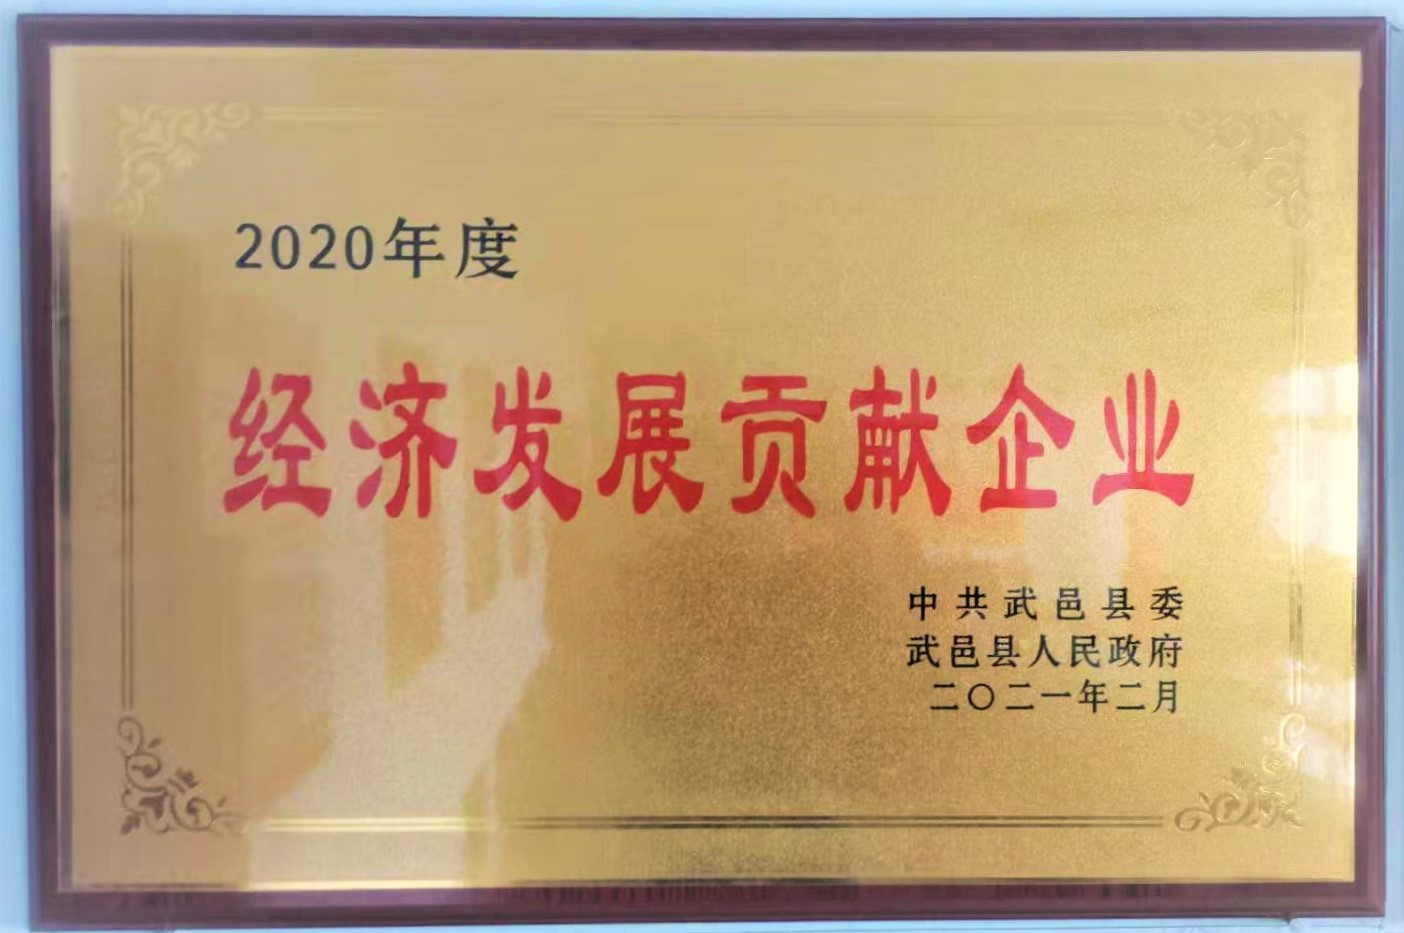 2020年度
经济发展贡献企业
中共武邑县委
武邑县人民政府
二〇二一年二月